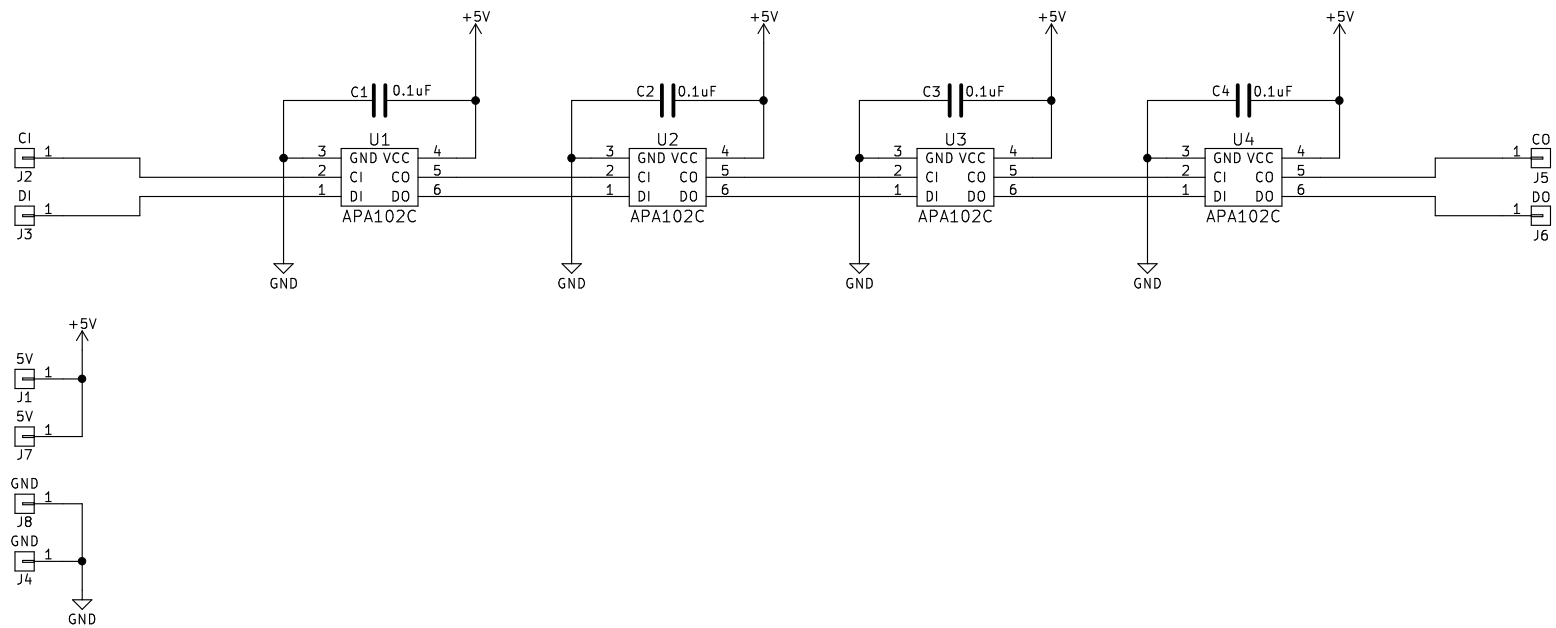 +5V +5V +5V +5V
C1 0.1uF C2 0.1uF C3 0.1uF C4 0.1uF
U1 U2 U3 U4
CI 1 3 GND VCC 4 3 GND VCC 4 3 GND VCC 4 3 GND VCC 4 1 CO
J2 2 CI CO 5 2 CI CO 5 2 CI CO 5 2 CI CO 5 J5
DI 1 1 DI DO 6 1 DI DO 6 1 DI DO 6 1 DI DO 6 1 DO
J3 APA102C APA102C APA102C APA102C J6
GND GND GND GND
+5V
5V
1
J1
5V
1
J7
GND
1
J8
GND
1
J4
GND